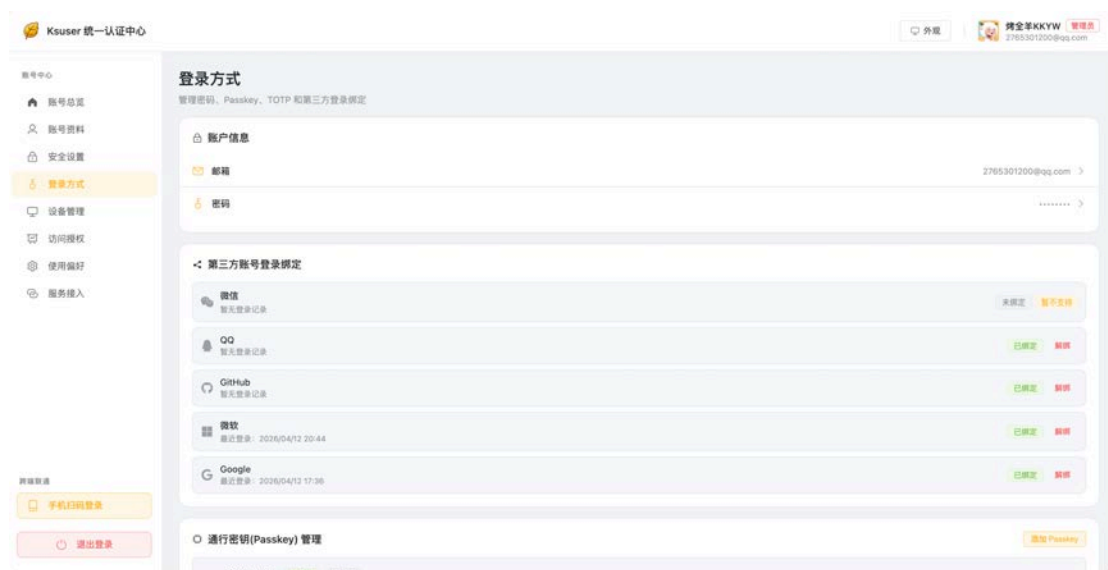 Ksuser 统一认证中心
外观
烤全羊KKYW 管理员
2765301200@qq.com
账号中心
账号总览
账号资料
安全设置
登录方式
设备管理
访问授权
使用偏好
服务接入
跨端联通
手机扫码登录
退出登录
登录方式
管理密码、Passkey、TOTP 和第三方登录绑定
账户信息
邮箱 2765301200@qq.com
密码 ••••••••
第三方账号登录绑定
微信 未绑定 暂不支持
暂无登录记录
QQ 已绑定 解绑
暂无登录记录
GitHub 已绑定 解绑
暂无登录记录
微软 已绑定 解绑
最近登录：2026/04/12 20:44
Google 已绑定 解绑
最近登录：2026/04/12 17:36
通行密钥(Passkey) 管理 添加 Passkey